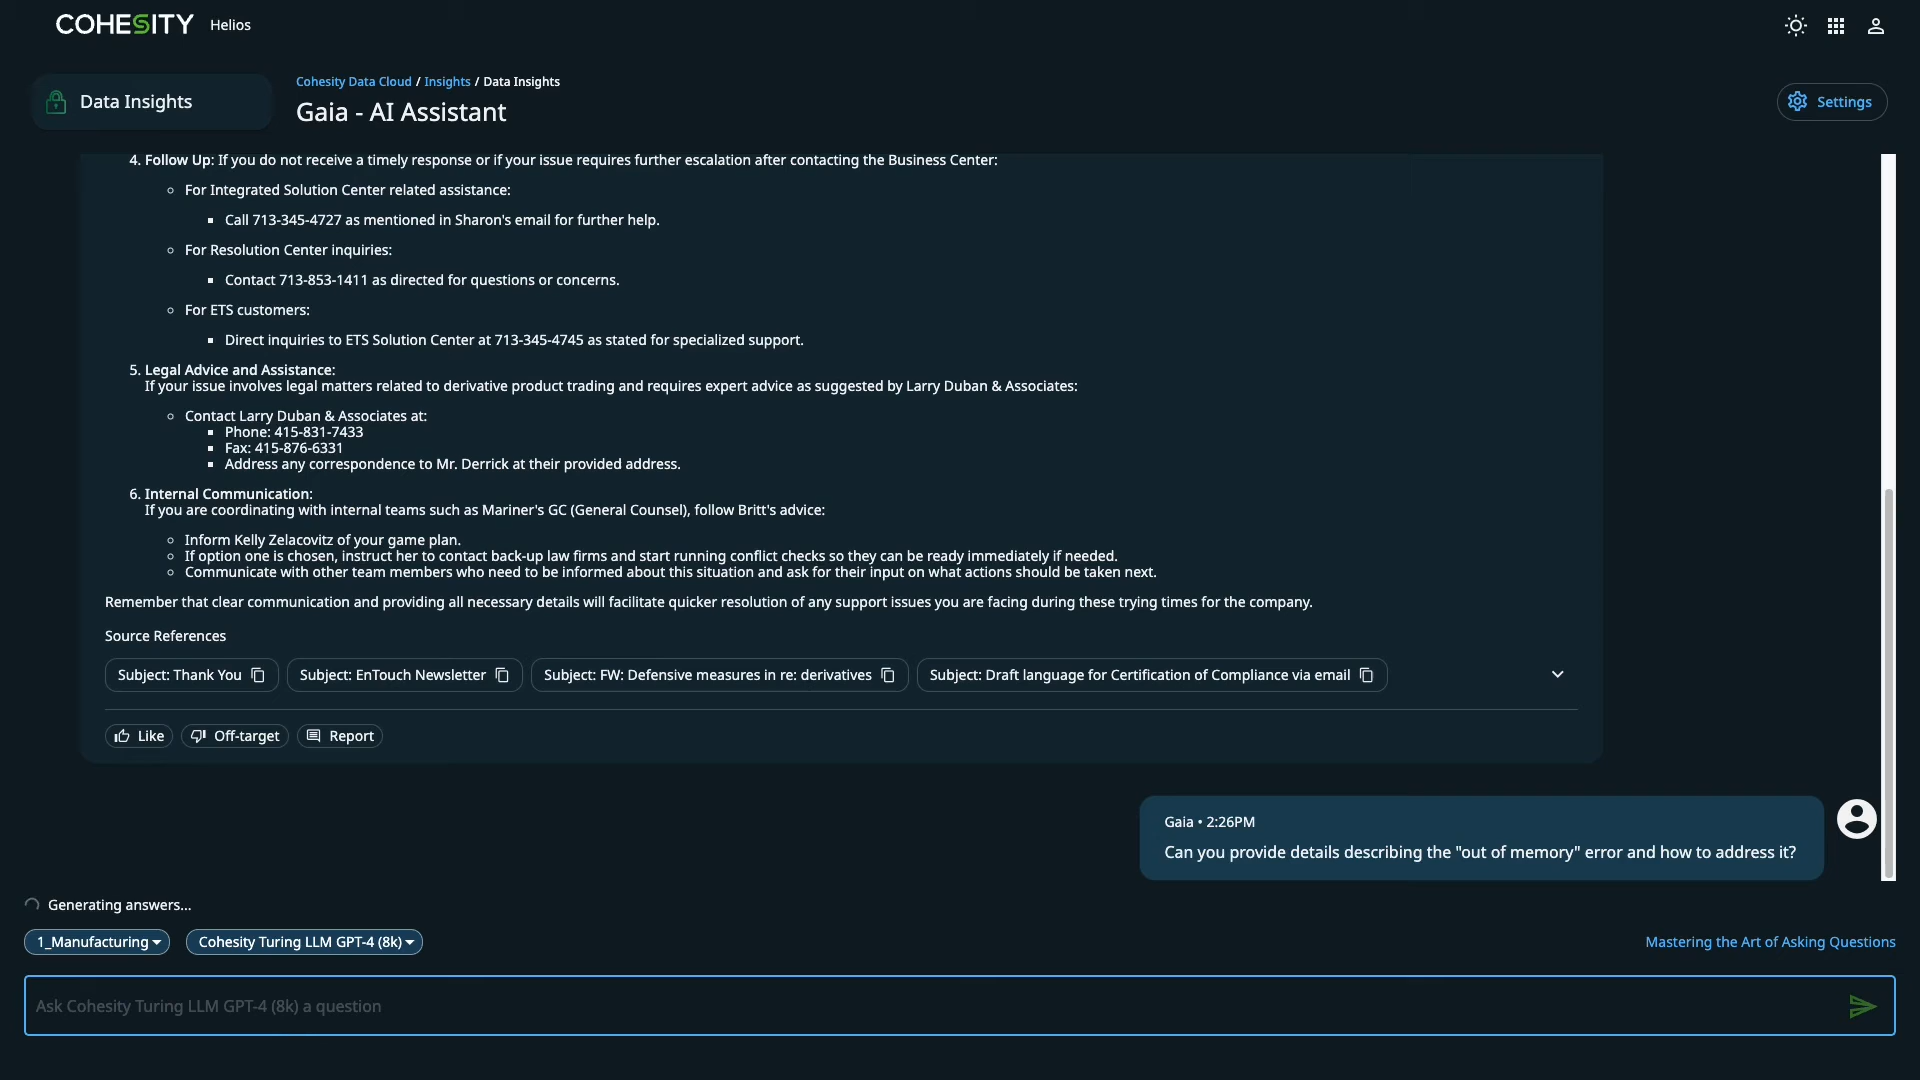 COHESITY Helios
Data Insights
Cohesity Data Cloud / Insights / Data Insights
Gaia - AI Assistant
Settings
4. Follow Up: If you do not receive a timely response or if your issue requires further escalation after contacting the Business Center:
For Integrated Solution Center related assistance:
Call 713-345-4727 as mentioned in Sharon's email for further help.
For Resolution Center inquiries:
Contact 713-853-1411 as directed for questions or concerns.
For ETS customers:
Direct inquiries to ETS Solution Center at 713-345-4745 as stated for specialized support.
5. Legal Advice and Assistance:
If your issue involves legal matters related to derivative product trading and requires expert advice as suggested by Larry Duban & Associates:
Contact Larry Duban & Associates at:
Phone: 415-831-7433
Fax: 415-876-6331
Address any correspondence to Mr. Derrick at their provided address.
6. Internal Communication:
If you are coordinating with internal teams such as Mariner's GC (General Counsel), follow Britt's advice:
Inform Kelly Zelacovitz of your game plan.
If option one is chosen, instruct her to contact back-up law firms and start running conflict checks so they can be ready immediately if needed.
Communicate with other team members who need to be informed about this situation and ask for their input on what actions should be taken next.
Remember that clear communication and providing all necessary details will facilitate quicker resolution of any support issues you are facing during these trying times for the company.
Source References
Subject: Thank You Subject: EnTouch Newsletter Subject: FW: Defensive measures in re: derivatives Subject: Draft language for Certification of Compliance via email
Like Off-target Report
Gaia • 2:26PM
Can you provide details describing the "out of memory" error and how to address it?
Generating answers...
1_Manufacturing Cohesity Turing LLM GPT-4 (8k) Mastering the Art of Asking Questions
Ask Cohesity Turing LLM GPT-4 (8k) a question